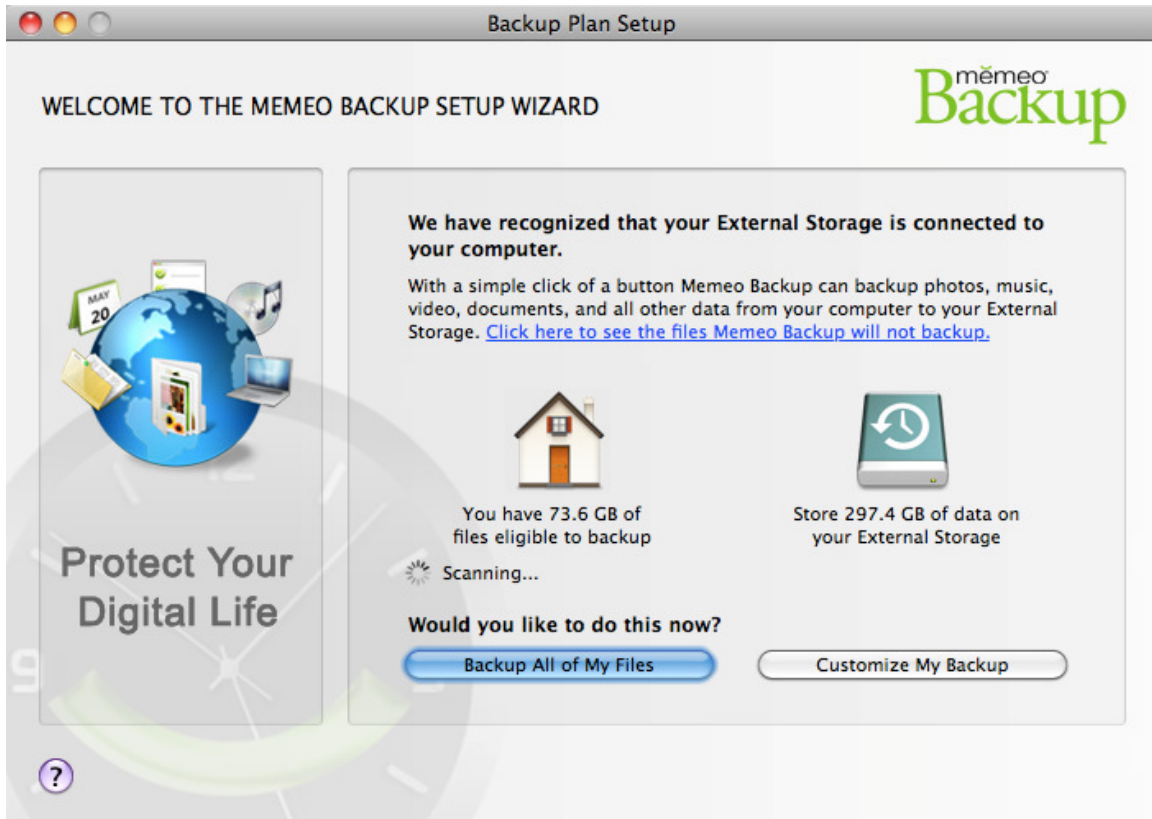 Backup Plan Setup
WELCOME TO THE MEMEO BACKUP SETUP WIZARD
mĕmeo
Backup
We have recognized that your External Storage is connected to
your computer.
With a simple click of a button Memeo Backup can backup photos, music,
video, documents, and all other data from your computer to your External
Storage. Click here to see the files Memeo Backup will not backup.
MAY
20
You have 73.6 GB of
files eligible to backup
Store 297.4 GB of data on
your External Storage
Scanning...
Protect Your
Digital Life
Would you like to do this now?
Backup All of My Files
Customize My Backup
9
?